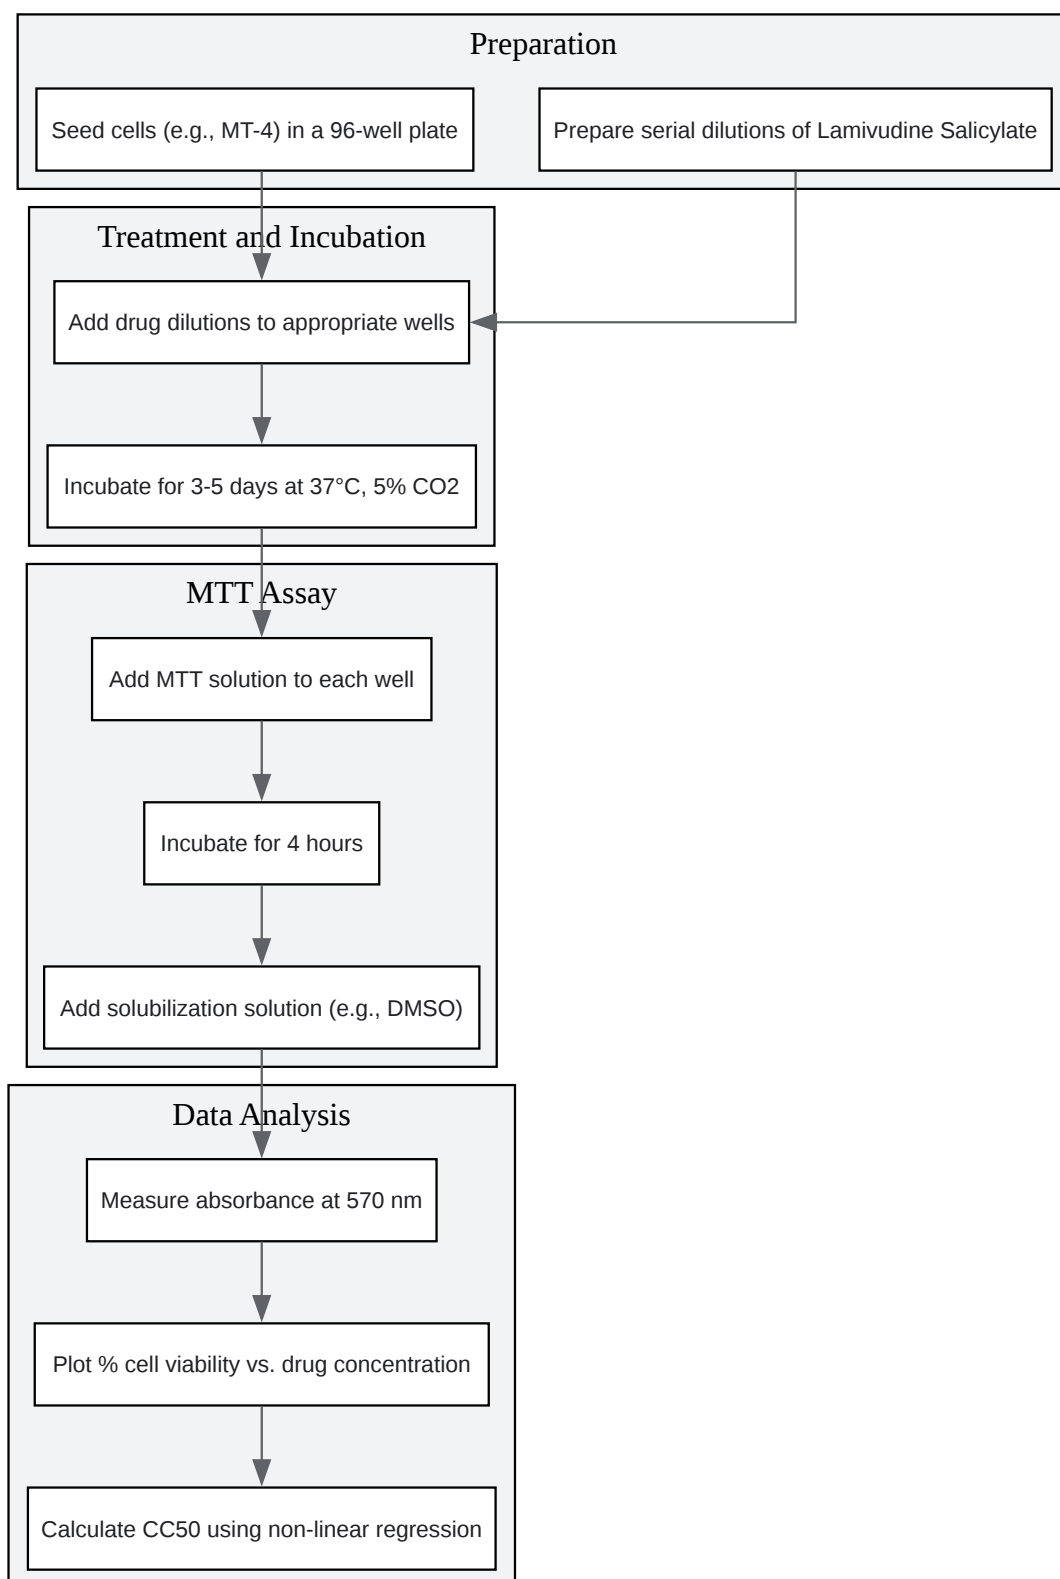 Preparation
Seed cells (e.g., MT-4) in a 96-well plate
Prepare serial dilutions of Lamivudine Salicylate
Treatment and Incubation
Add drug dilutions to appropriate wells
Incubate for 3-5 days at 37°C, 5% CO2
MTT Assay
Add MTT solution to each well
Incubate for 4 hours
Add solubilization solution (e.g., DMSO)
Data Analysis
Measure absorbance at 570 nm
Plot % cell viability vs. drug concentration
Calculate CC50 using non-linear regression